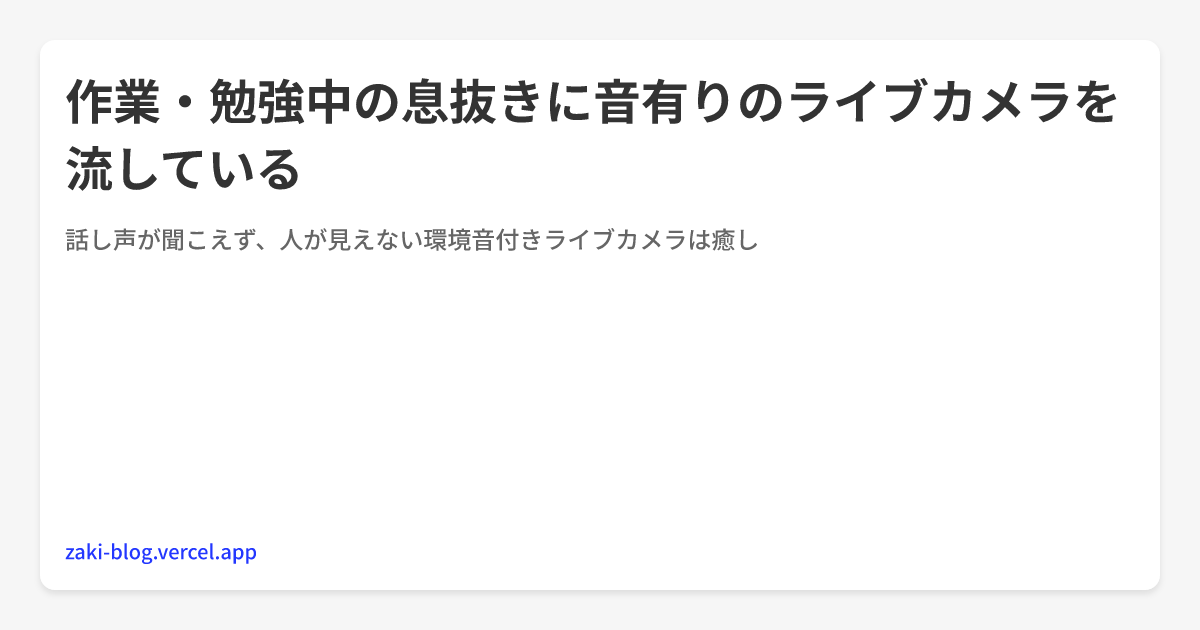 作業・勉強中の息抜きに音有りのライブカメラを
流している
話し声が聞こえず、人が見えない環境音付きライブカメラは癒し
zaki-blog.vercel.app